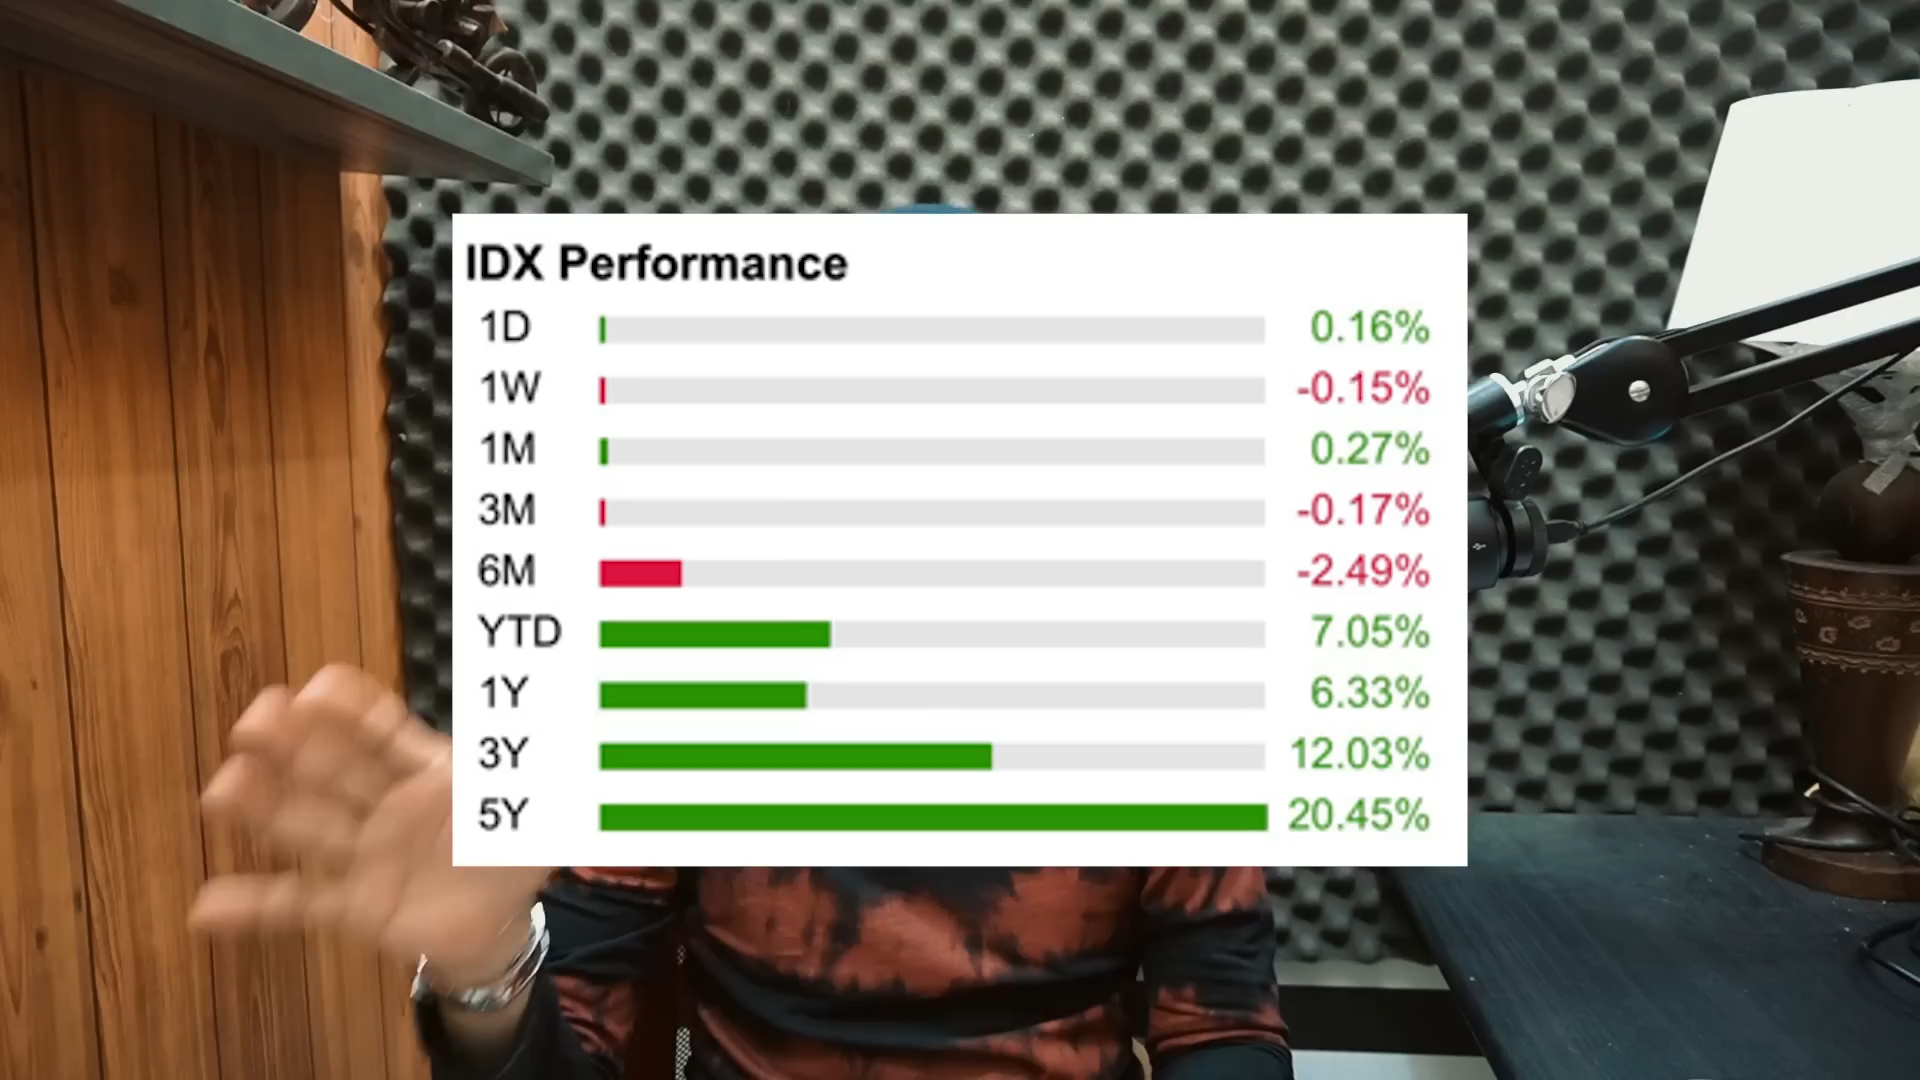 IDX Performance
1D 0.16%
1W -0.15%
1M 0.27%
3M -0.17%
6M -2.49%
YTD 7.05%
1Y 6.33%
3Y 12.03%
5Y 20.45%